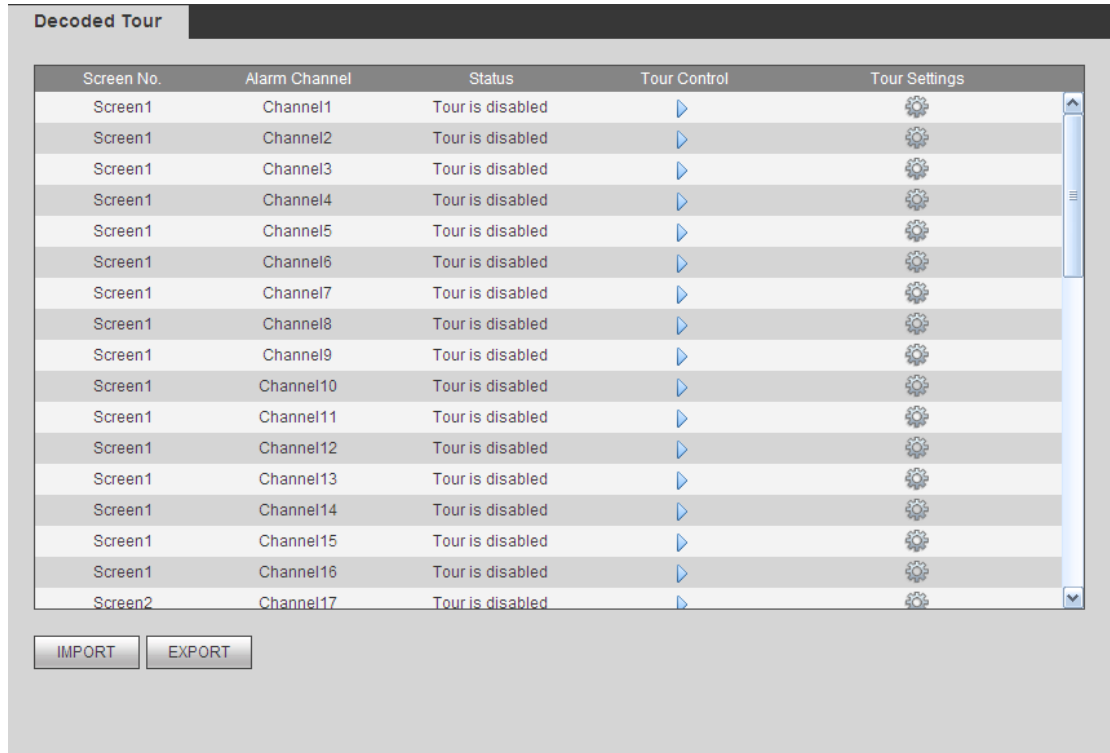 Decoded Tour
Screen No. Alarm Channel Status Tour Control Tour Settings
Screen1 Channel1 Tour is disabled
Screen1 Channel2 Tour is disabled
Screen1 Channel3 Tour is disabled
Screen1 Channel4 Tour is disabled
Screen1 Channel5 Tour is disabled
Screen1 Channel6 Tour is disabled
Screen1 Channel7 Tour is disabled
Screen1 Channel8 Tour is disabled
Screen1 Channel9 Tour is disabled
Screen1 Channel10 Tour is disabled
Screen1 Channel11 Tour is disabled
Screen1 Channel12 Tour is disabled
Screen1 Channel13 Tour is disabled
Screen1 Channel14 Tour is disabled
Screen1 Channel15 Tour is disabled
Screen1 Channel16 Tour is disabled
Screen2 Channel17 Tour is disabled
IMPORT EXPORT